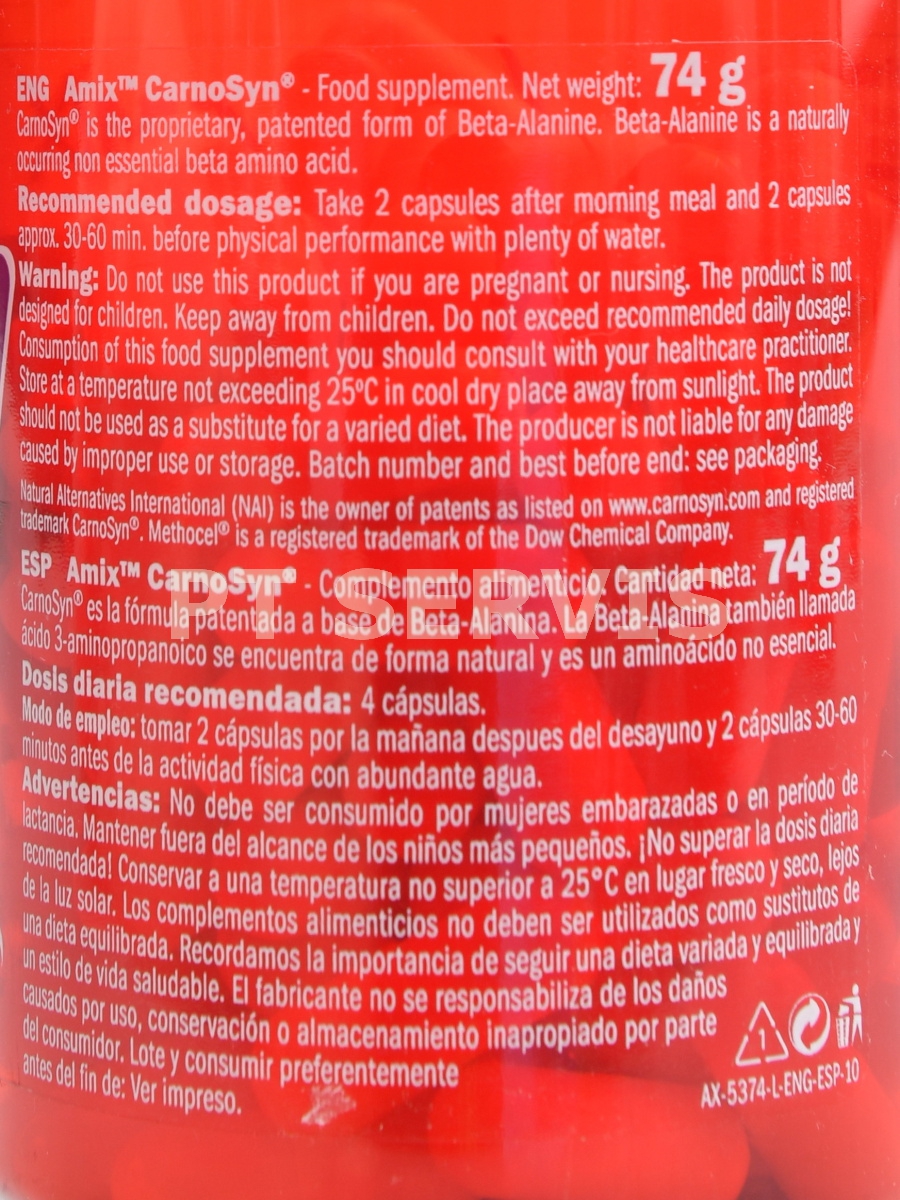 ENG Amix™ CarnoSyn® - Food supplement. Net weight: 74 g
CarnoSyn® is the proprietary, patented form of Beta-Alanine. Beta-Alanine is a naturally
occurring non essential beta amino acid.
Recommended dosage: Take 2 capsules after morning meal and 2 capsules
approx. 30-60 min. before physical performance with plenty of water.
Warning: Do not use this product if you are pregnant or nursing. The product is not
designed for children. Keep away from children. Do not exceed recommended daily dosage!
Consumption of this food supplement you should consult with your healthcare practitioner.
Store at a temperature not exceeding 25ºC in cool dry place away from sunlight. The product
should not be used as a substitute for a varied diet. The producer is not liable for any damage
caused by improper use or storage. Batch number and best before end: see packaging.
Natural Alternatives International (NAI) is the owner of patents as listed on www.carnosyn.com and registered
trademark CarnoSyn®. Methocel® is a registered trademark of the Dow Chemical Company.
ESP Amix™ CarnoSyn® - Complemento alimenticio. Cantidad neta: 74 g
PT SERVIS
CarnoSyn® es la fórmula patentada a base de Beta-Alanina. La Beta-Alanina también llamada
ácido 3-aminopropanoico se encuentra de forma natural y es un aminoácido no esencial.
Dosis diaria recomendada: 4 cápsulas.
Modo de empleo: tomar 2 cápsulas por la mañana despues del desayuno y 2 cápsulas 30-60
minutos antes de la actividad física con abundante agua.
Advertencias: No debe ser consumido por mujeres embarazadas o en período de
lactancia. Mantener fuera del alcance de los niños más pequeños. ¡No superar la dosis diaria
recomendada! Conservar a una temperatura no superior a 25°C en lugar fresco y seco, lejos
de la luz solar. Los complementos alimenticios no deben ser utilizados como sustitutos de
una dieta equilibrada. Recordamos la importancia de seguir una dieta variada y equilibrada y
un estilo de vida saludable. El fabricante no se responsabiliza de los daños
causados por uso, conservación o almacenamiento inapropiado por parte
del consumidor. Lote y consumir preferentemente
antes del fin de: Ver impreso.
1
AX-5374-L-ENG-ESP-10